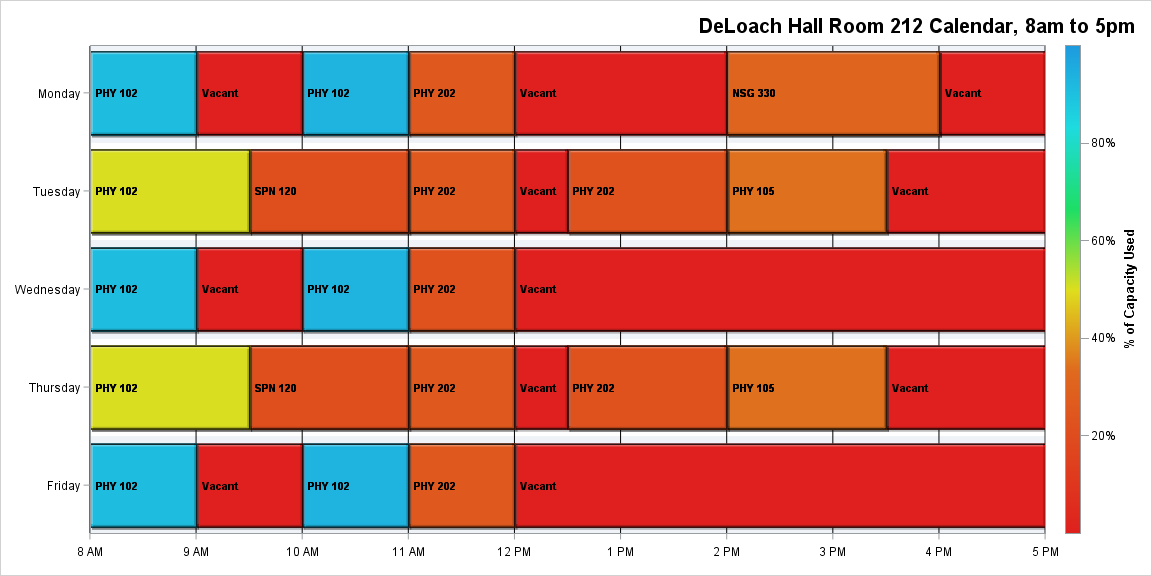 DeLoach Hall Room 212 Calendar, 8am to 5pm
Monday
PHY 102
Vacant
PHY 102
PHY 202
Vacant
NSG 330
Vacant
Tuesday
PHY 102
SPN 120
PHY 202
Vacant
PHY 202
PHY 105
Vacant
Wednesday
PHY 102
Vacant
PHY 102
PHY 202
Vacant
Thursday
PHY 102
SPN 120
PHY 202
Vacant
PHY 202
PHY 105
Vacant
Friday
PHY 102
Vacant
PHY 102
PHY 202
Vacant
8 AM
9 AM
10 AM
11 AM
12 PM
1 PM
2 PM
3 PM
4 PM
5 PM
80%
60%
40%
20%
% of Capacity Used